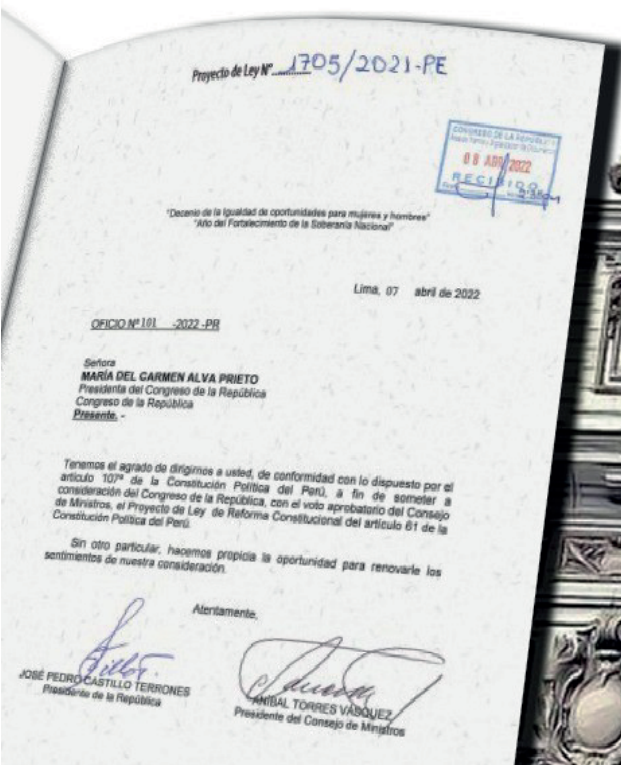 Proyecto de Ley N° 1705/2021-PE
CONGRESO DE LA REPÚBLICA
08 ABR 2022
RECIBIDO
"Decenio de la Igualdad de oportunidades para mujeres y hombres"
"Año del Fortalecimiento de la Soberanía Nacional"
Lima, 07 abril de 2022
OFICIO Nº 101 -2022 -PR
Señora
MARÍA DEL CARMEN ALVA PRIETO
Presidenta del Congreso de la República
Congreso de la República
Presente. -
Tenemos el agrado de dirigirnos a usted, de conformidad con lo dispuesto por el
artículo 107º de la Constitución Política del Perú, a fin de someter a
consideración del Congreso de la República, con el voto aprobatorio del Consejo
de Ministros, el Proyecto de Ley de Reforma Constitucional del artículo 61 de la
Constitución Política del Perú.
Sin otro particular, hacemos propicia la oportunidad para renovarle los
sentimientos de nuestra consideración.
Atentamente,
JOSÉ PEDRO CASTILLO TERRONES
Presidente de la República
ANÍBAL TORRES VÁSQUEZ
Presidente del Consejo de Ministros